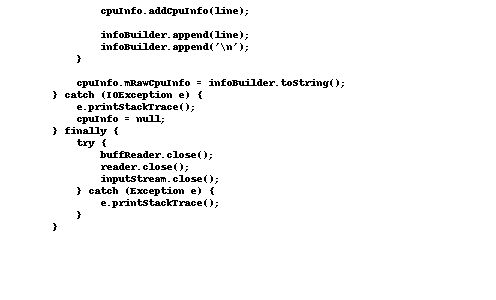 cpuInfo.addCpuInfo(line);
infoBuilder.append(line);
infoBuilder.append('\n');
}
cpuInfo.mRawCpuInfo = infoBuilder.toString();
} catch (IOException e) {
e.printStackTrace();
cpuInfo = null;
} finally {
try {
buffReader.close();
reader.close();
inputStream.close();
} catch (Exception e) {
e.printStackTrace();
}
}